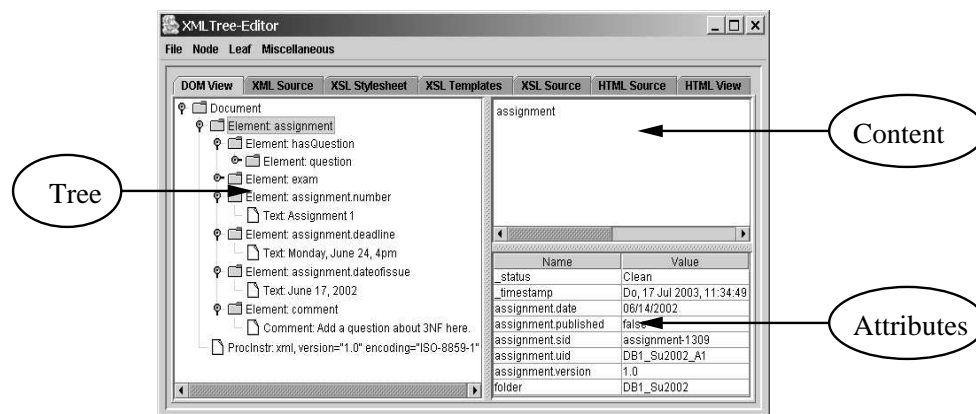 XMLTree-Editor
File Node Leaf Miscellaneous
DOM View XML Source XSL Stylesheet XSL Templates XSL Source HTML Source HTML View
Document
Element: assignment
Element: hasQuestion
Element: question
Element: exam
Element: assignment.number
Text: Assignment 1
Element: assignment.deadline
Text: Monday, June 24, 4pm
Element: assignment.dateofissue
Text: June 17, 2002
Element: comment
Comment: Add a question about 3NF here.
ProcInstr: xml, version="1.0" encoding="ISO-8859-1"
Tree
assignment
Content
Name Value
_status Clean
_timestamp Do, 17 Jul 2003, 11:34:49
assignment.date 06/14/2002
assignment.published false
assignment.sid assignment-1309
assignment.uid DB1_Su2002_A1
assignment.version 1.0
folder DB1_Su2002
Attributes